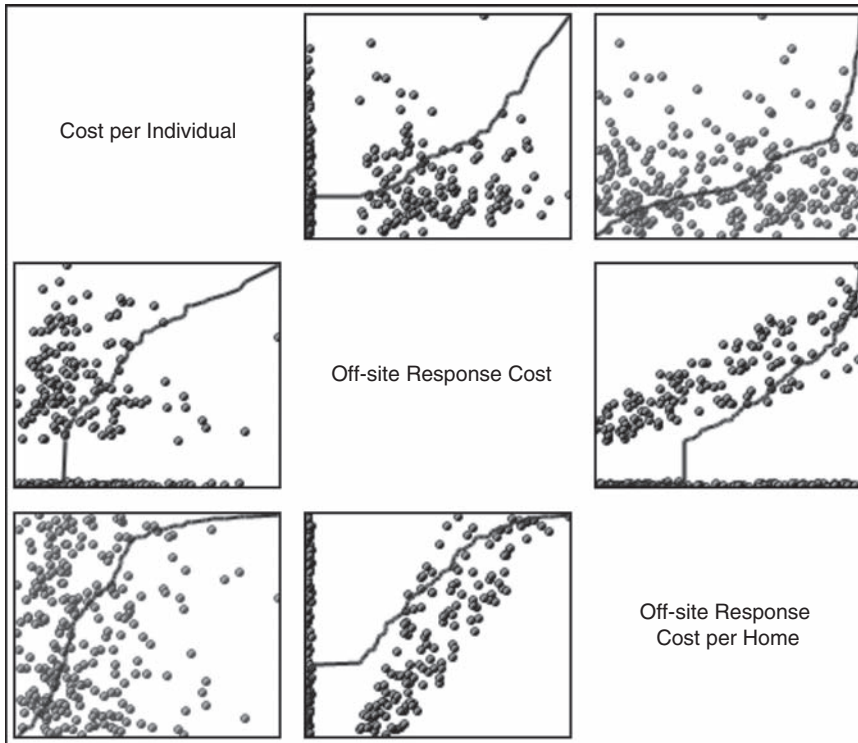 Cost per Individual
Off-site Response Cost
Off-site Response
Cost per Home